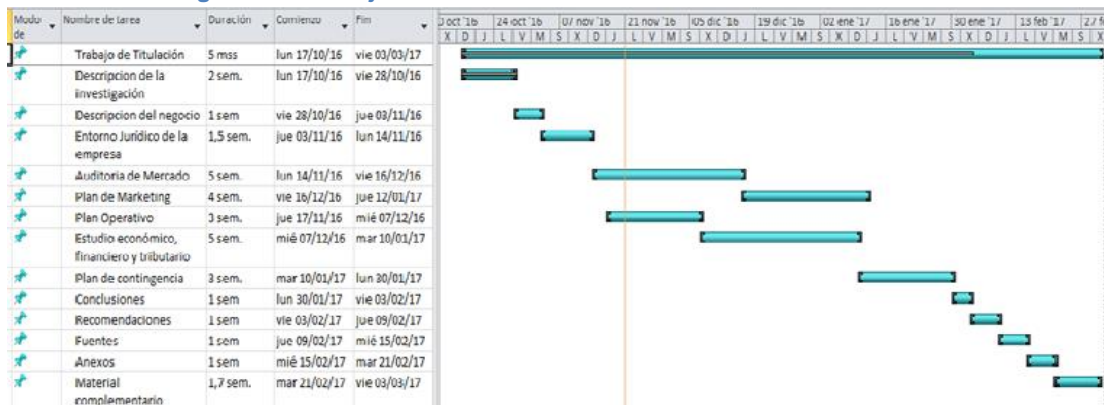 Modo de Nombre de tarea Duración Comienzo Fin
oct '16 24 oct '16 07 nov '16 21 nov '16 05 dic '16 19 dic '16 02 ene '17 16 ene '17 30 ene '17 13 feb '17 27 f
X D J L V M S X D J L V M S X D J L V M S X D J L V M S X D J L V M S X
Trabajo de Titulación 5 mss lun 17/10/16 vie 03/03/17
Descripcion de la investigación 2 sem. lun 17/10/16 vie 28/10/16
Descripcion del negocio 1 sem vie 28/10/16 jue 03/11/16
Entorno Jurídico de la empresa 1,5 sem. jue 03/11/16 lun 14/11/16
Auditoria de Mercado 5 sem. lun 14/11/16 vie 16/12/16
Plan de Marketing 4 sem. vie 16/12/16 jue 12/01/17
Plan Operativo 3 sem. jue 17/11/16 mié 07/12/16
Estudio económico, financiero y tributario 5 sem. mié 07/12/16 mar 10/01/17
Plan de contingencia 3 sem. mar 10/01/17 lun 30/01/17
Conclusiones 1 sem lun 30/01/17 vie 03/02/17
Recomendaciones 1 sem vie 03/02/17 jue 09/02/17
Fuentes 1 sem jue 09/02/17 mié 15/02/17
Anexos 1 sem mié 15/02/17 mar 21/02/17
Material complementario 1,7 sem. mar 21/02/17 vie 03/03/17